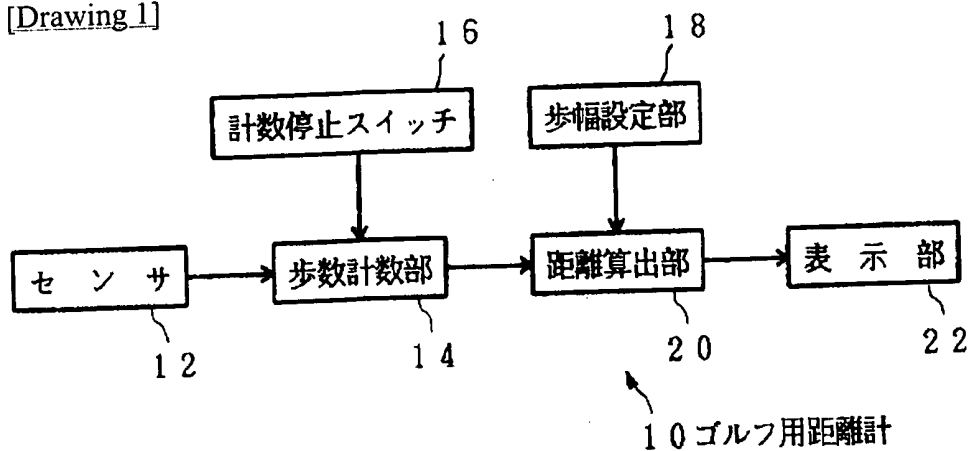 [Drawing 1]
16
18
計数停止スイッチ
歩幅設定部
センサ
歩数計数部
距離算出部
表示部
12
14
20
22
10ゴルフ用距離計